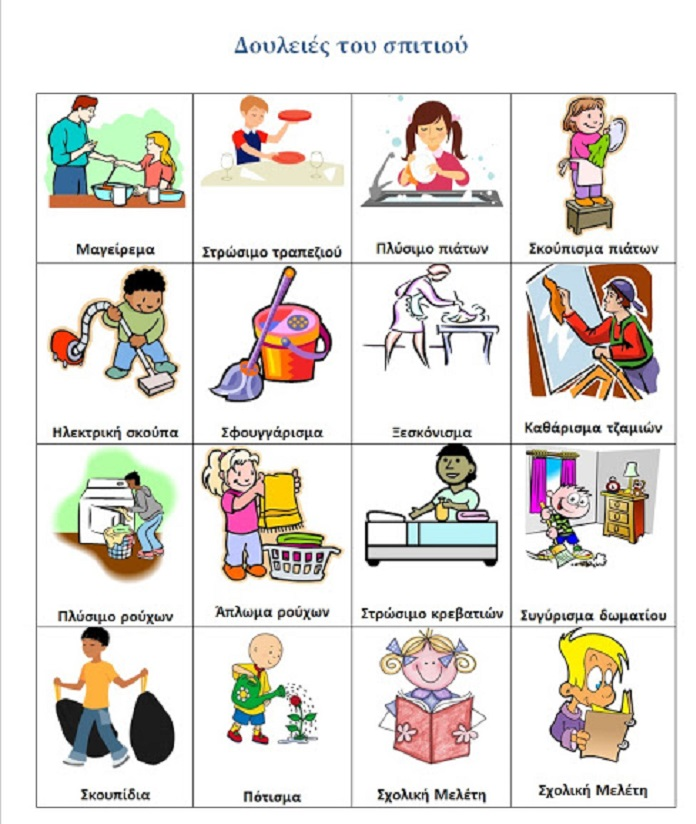 Δουλειές του σπιτιού
Μαγείρεμα
Στρώσιμο τραπεζιού
Πλύσιμο πιάτων
Σκούπισμα πιάτων
Ηλεκτρική σκούπα
Σφουγγάρισμα
Ξεσκόνισμα
Καθάρισμα τζαμιών
Πλύσιμο ρούχων
Άπλωμα ρούχων
Στρώσιμο κρεβατιών
Συγύρισμα δωματίου
Σκουπίδια
Πότισμα
Σχολική Μελέτη
Σχολική Μελέτη